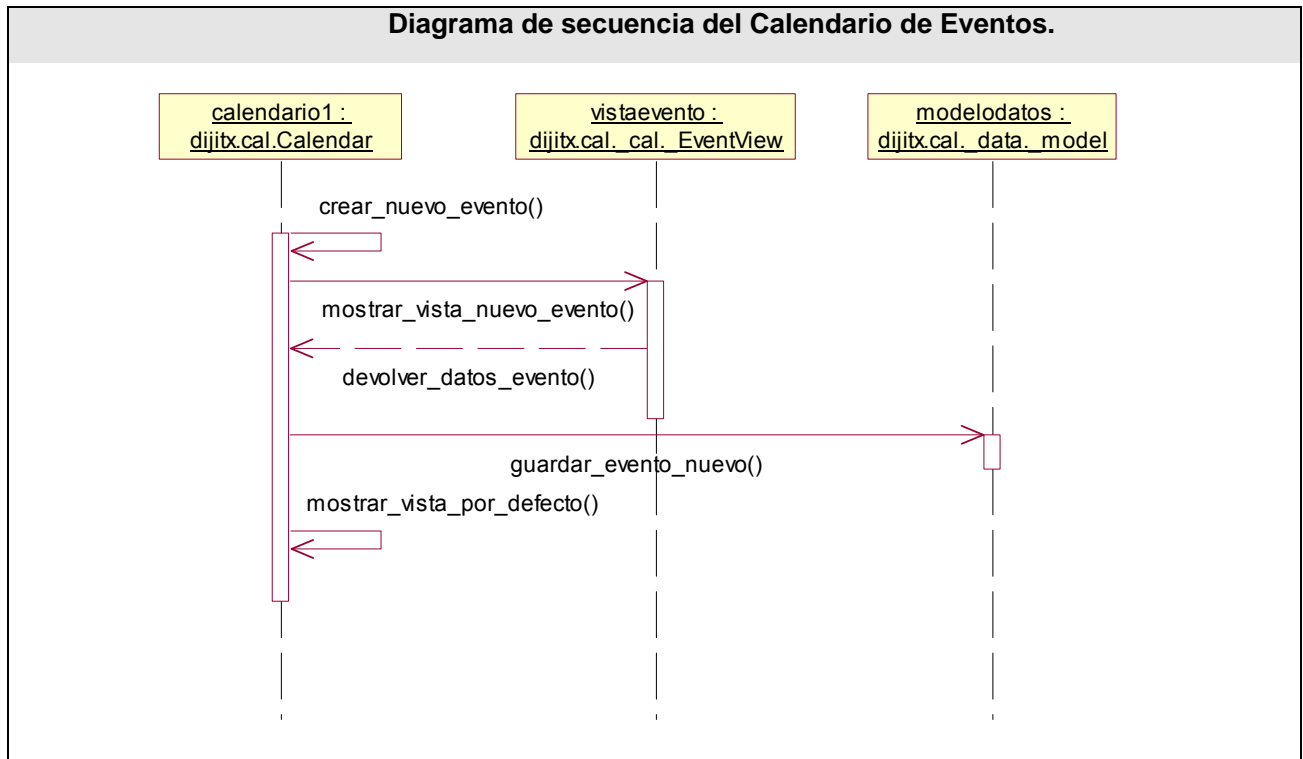 Diagrama de secuencia del Calendario de Eventos.
calendario1 :
dijitx.cal.Calendar
vistaevento :
dijitx.cal._cal._EventView
modelodatos :
dijitx.cal._data._model
crear_nuevo_evento()
mostrar_vista_nuevo_evento()
devolver_datos_evento()
guardar_evento_nuevo()
mostrar_vista_por_defecto()